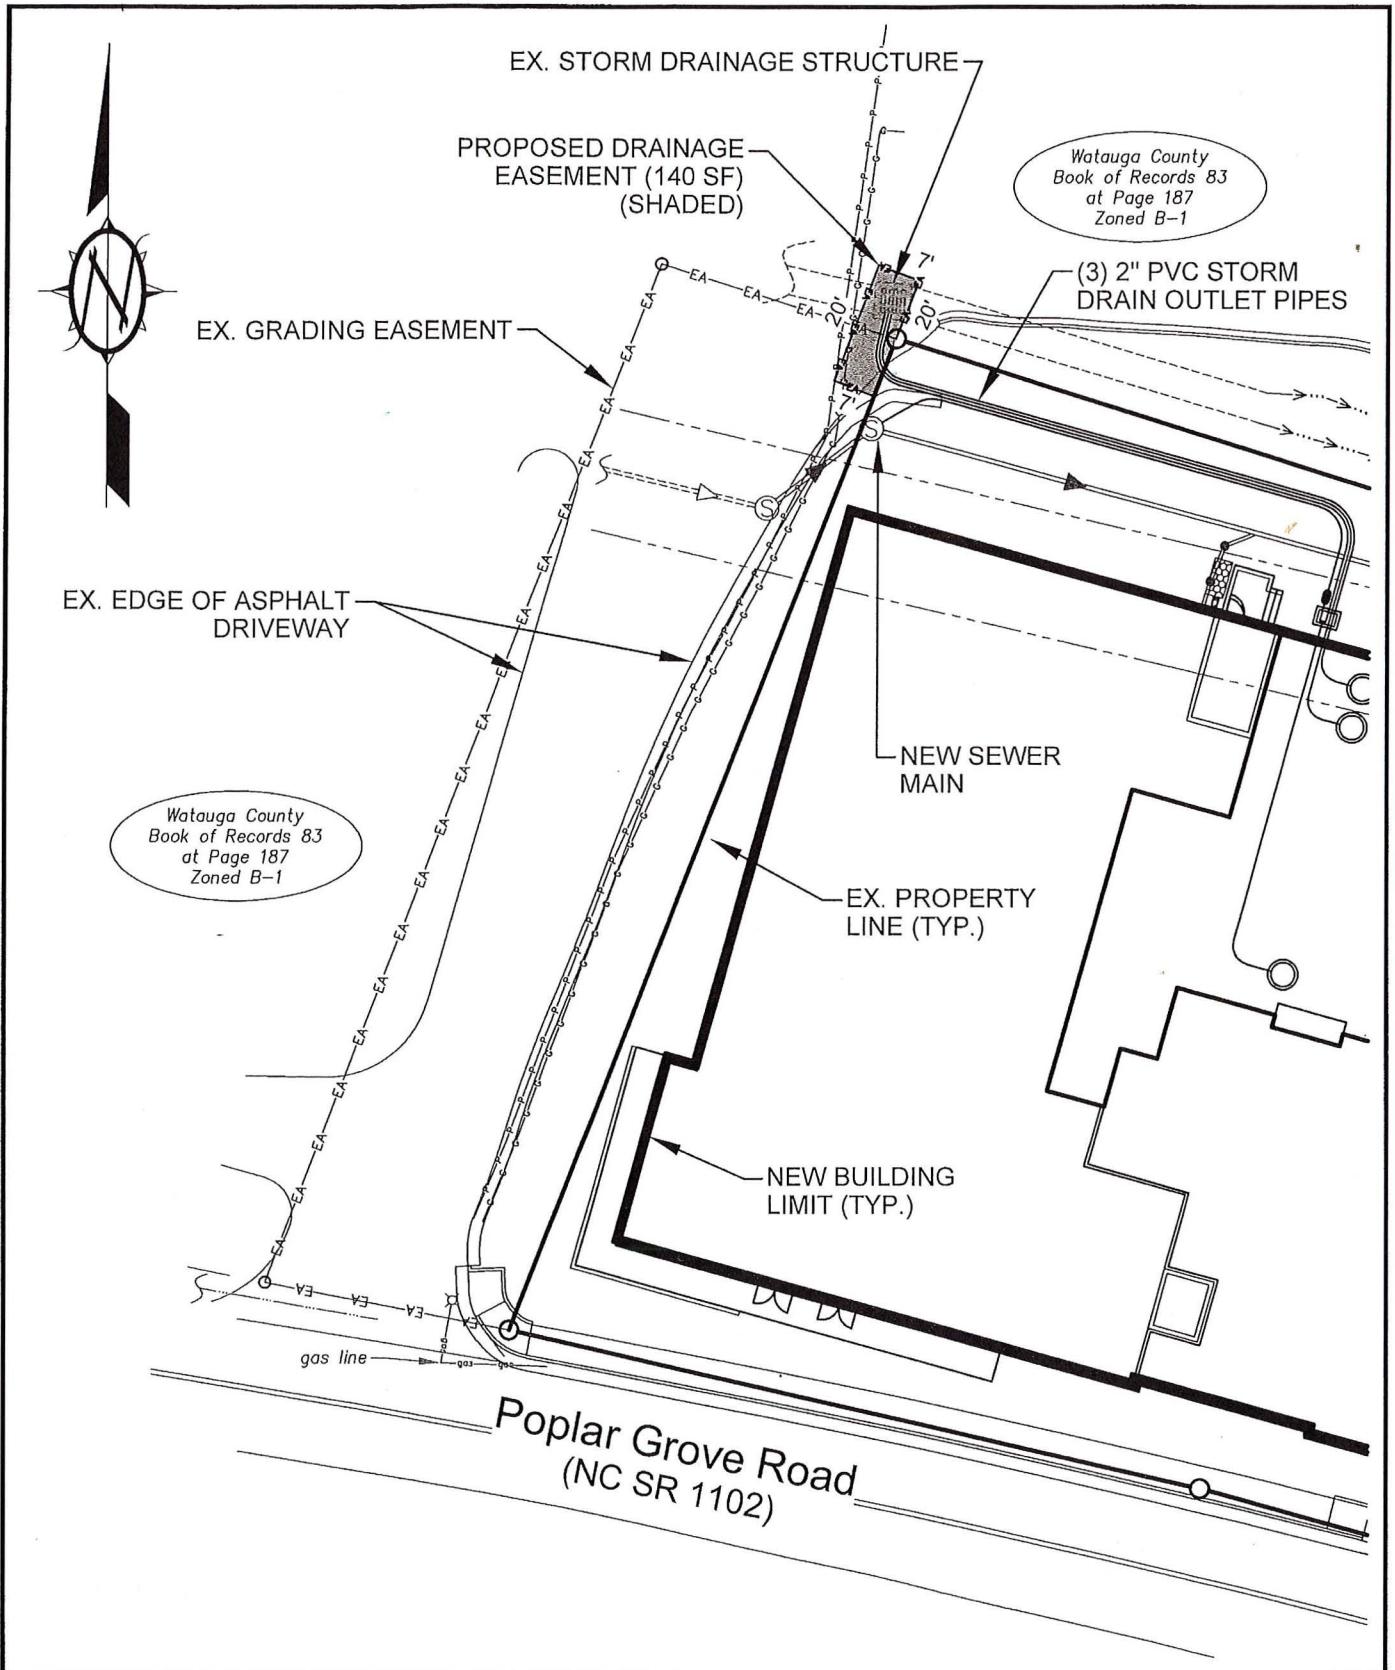 EX. STORM DRAINAGE STRUCTURE
PROPOSED DRAINAGE
EASEMENT (140 SF)
(SHADED)
Watauga County
Book of Records 83
at Page 187
Zoned B-1
N
7'
(3) 2" PVC STORM
DRAIN OUTLET PIPES
20'
20'
EX. GRADING EASEMENT
7'
S
S
EX. EDGE OF ASPHALT
DRIVEWAY
NEW SEWER
MAIN
Watauga County
Book of Records 83
at Page 187
Zoned B-1
EX. PROPERTY
LINE (TYP.)
NEW BUILDING
LIMIT (TYP.)
gas line
gas
gas
gas
Poplar Grove Road
(NC SR 1102)